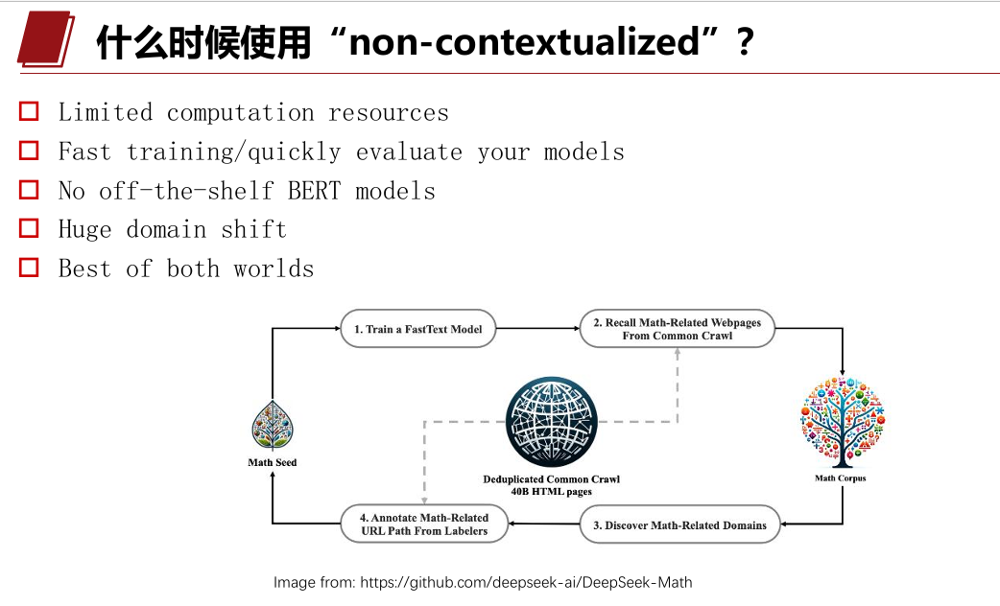 什么时候使用“non-contextualized”？
Limited computation resources
Fast training/quickly evaluate your models
No off-the-shelf BERT models
Huge domain shift
Best of both worlds
1. Train a FastText Model
2. Recall Math-Related Webpages
From Common Crawl
Math Seed
Deduplicated Common Crawl
40B HTML pages
Math Corpus
4. Annotate Math-Related
URL Path From Labelers
3. Discover Math-Related Domains
Image from: https://github.com/deepseek-ai/DeepSeek-Math